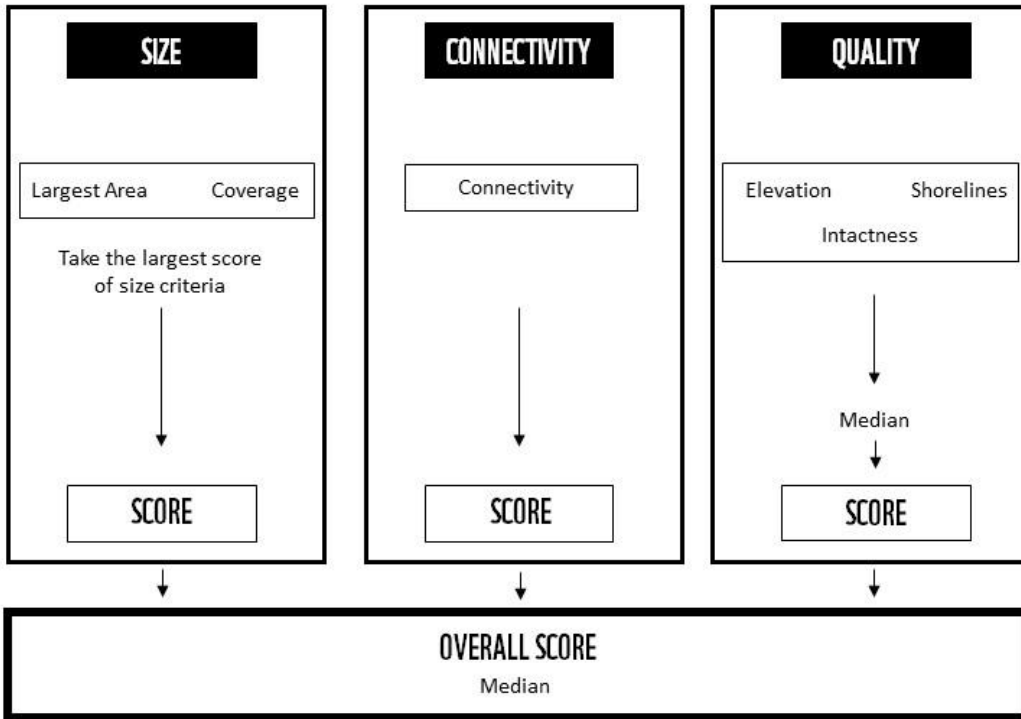 SIZE
Largest Area Coverage
Take the largest score
of size criteria
SCORE
CONNECTIVITY
Connectivity
SCORE
QUALITY
Elevation Shorelines
Intactness
Median
SCORE
OVERALL SCORE
Median